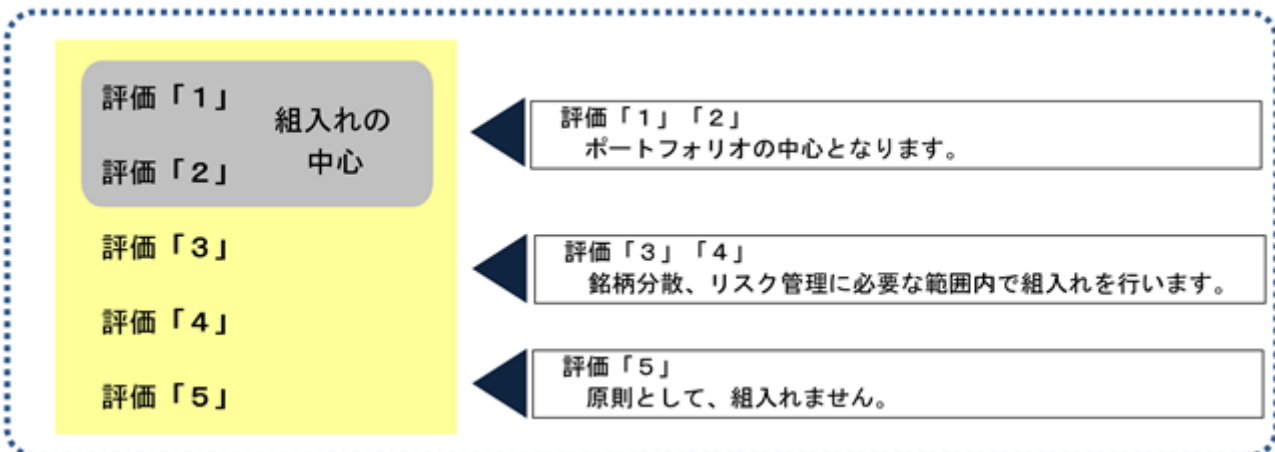 評価「１」
組入れの
中心
評価「２」
評価「３」
評価「４」
評価「５」
評価「１」「２」
ポートフォリオの中心となります。
評価「３」「４」
銘柄分散、リスク管理に必要な範囲内で組入れを行います。
評価「５」
原則として、組入れません。